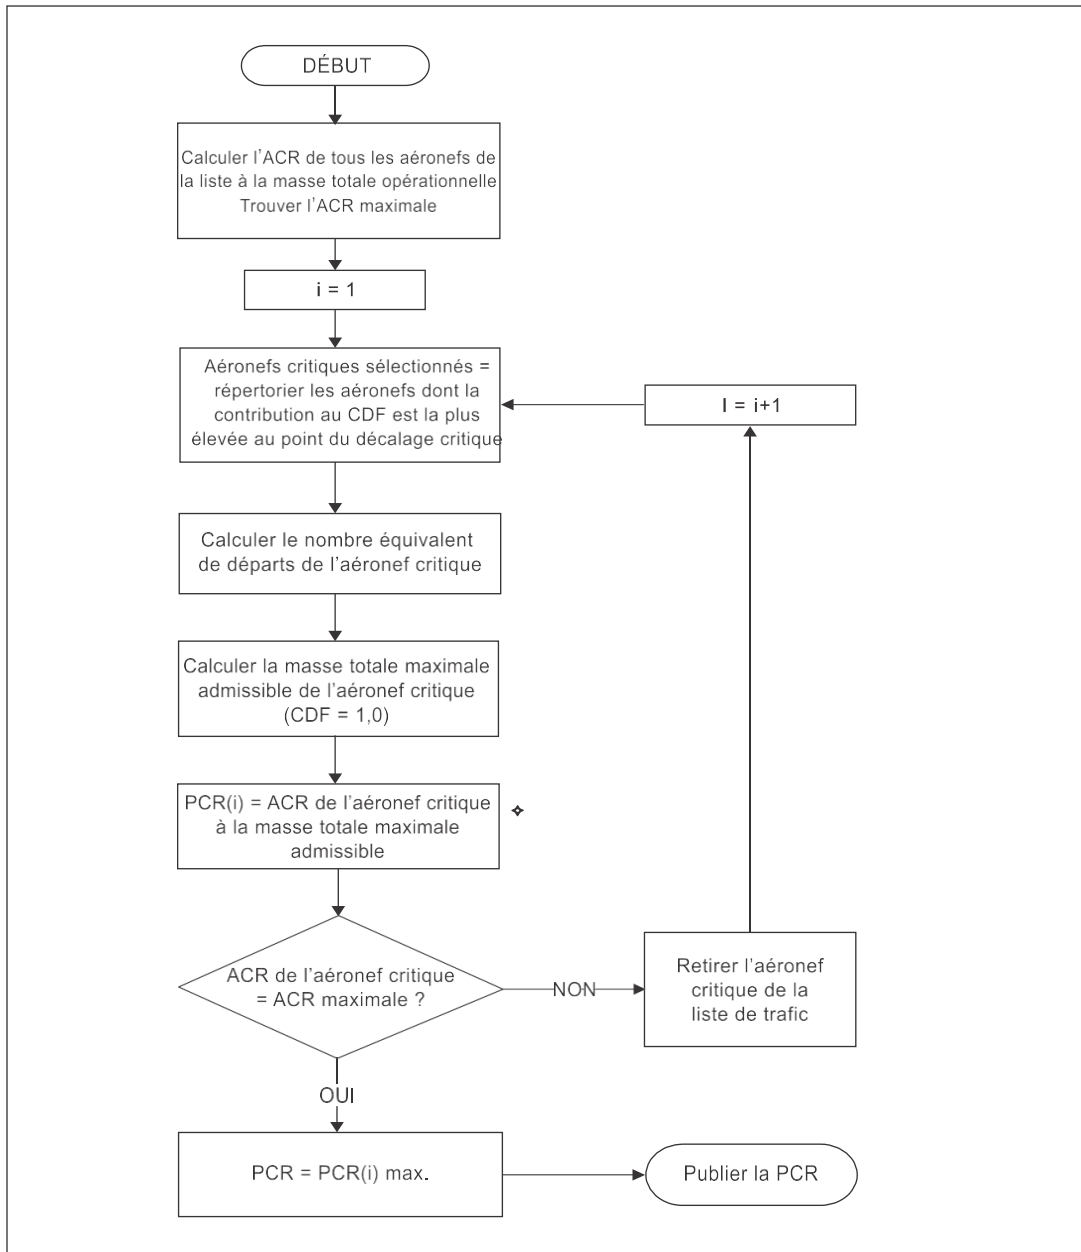 DÉBUT
Calculer l'ACR de tous les aéronefs de
la liste à la masse totale opérationnelle
Trouver l'ACR maximale
i = 1
Aéronefs critiques sélectionnés =
répertorier les aéronefs dont la
contribution au CDF est la plus
élevée au point du décalage critique
I = i+1
Calculer le nombre équivalent
de départs de l'aéronef critique
Calculer la masse totale maximale
admissible de l'aéronef critique
(CDF = 1,0)
PCR(i) = ACR de l'aéronef critique
à la masse totale maximale
admissible
ACR de l'aéronef critique
= ACR maximale ?
NON
Retirer l'aéronef
critique de la
liste de trafic
OUI
PCR = PCR(i) max.
Publier la PCR